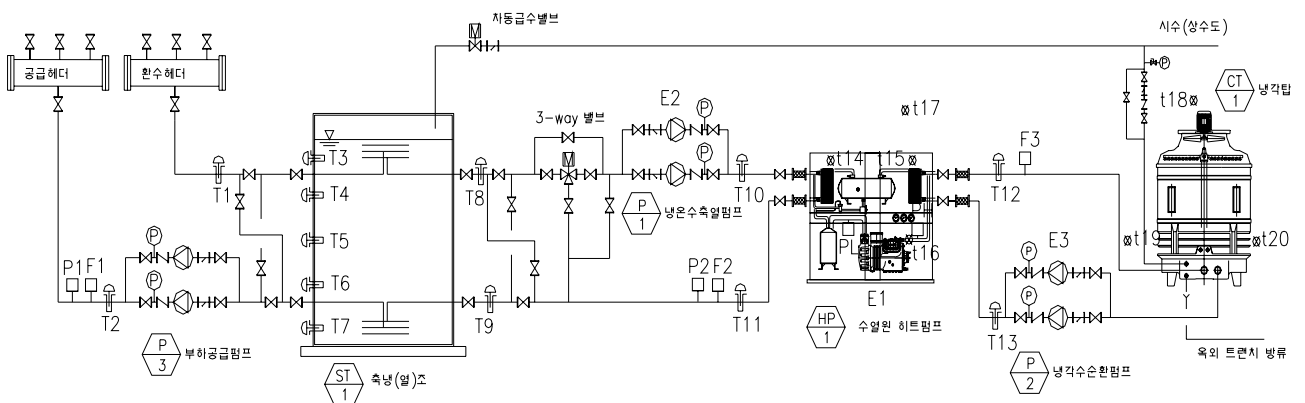 차동급수밸브
시수(상수도)
공급헤더
환수헤더
CT
1
냉각탑
t18
t17
3-way 밸브
E2
P
P
P
T3
T1
T4
T5
T6
T7
T8
T10
P
1
냉온수축열펌프
t14
t15
F3
T12
t19
t20
t16
PL
E1
HP
1
수열원 히트펌프
P1
F1
P
P
T2
P
3
부하공급펌프
ST
1
축냉(열)조
T9
P2
F2
T11
P
E3
P
T13
P
2
냉각수순환펌프
옥외 트렌치 방류
M
M